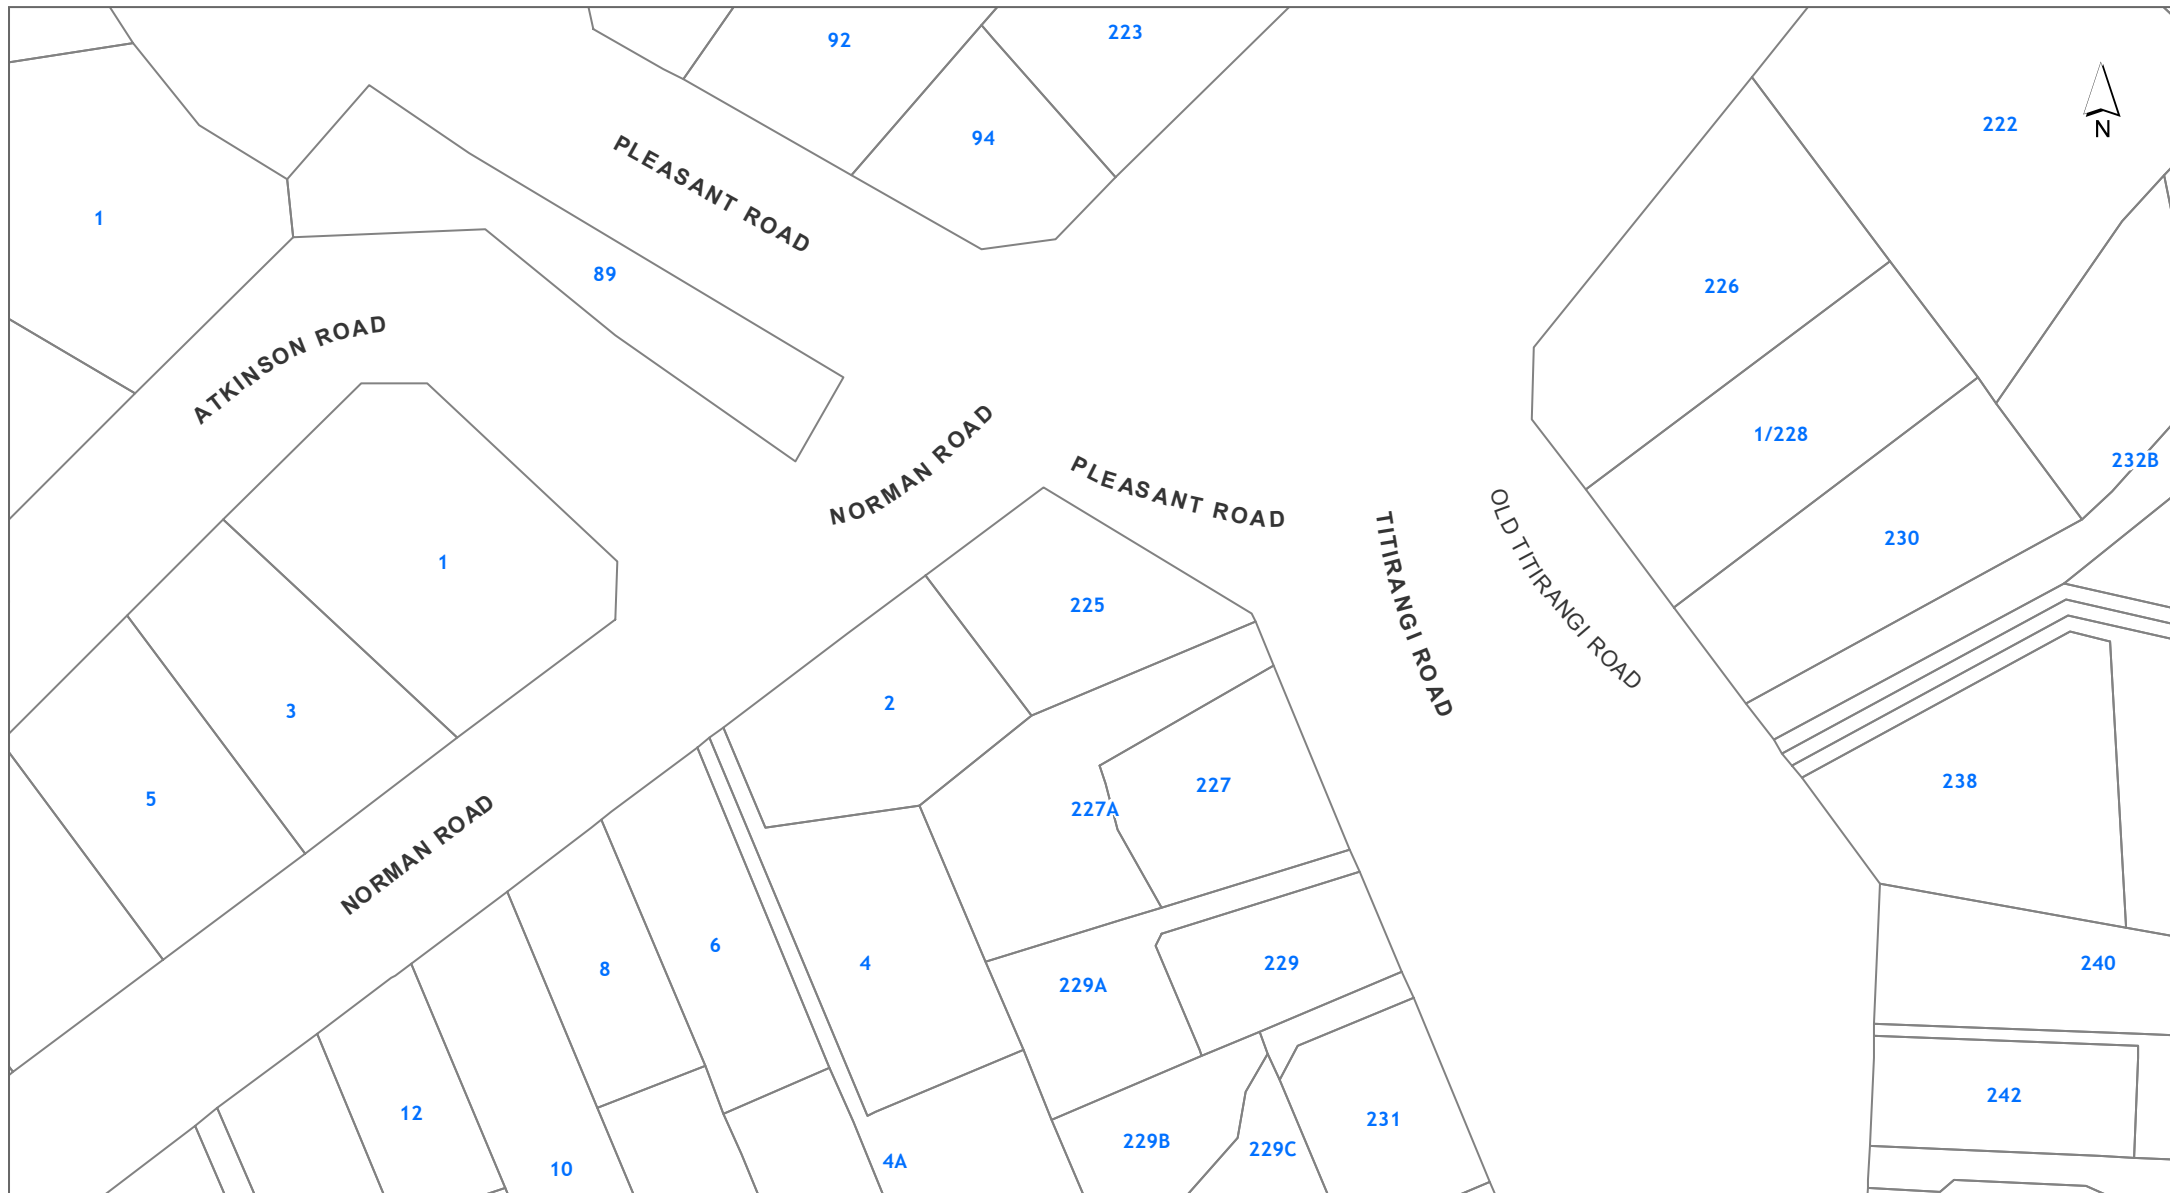 92
223
94
222
N
PLEASANT ROAD
1
89
226
ATKINSON ROAD
NORMAN ROAD
1/228
232B
PLEASANT ROAD
TITIRANGI ROAD
OLD TITIRANGI ROAD
230
1
225
2
3
5
227
227A
238
NORMAN ROAD
6
8
4
229A
229
240
12
10
4A
229B
229C
231
242